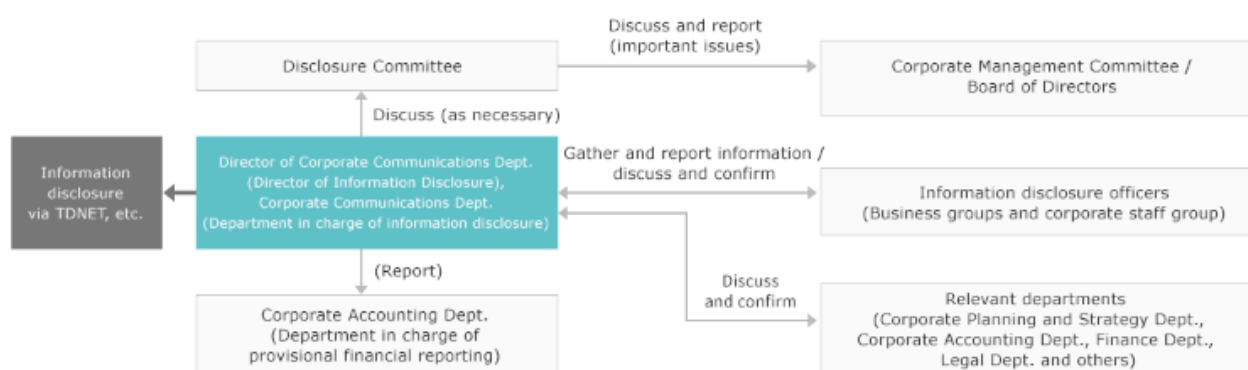 Discuss and report
(important issues)
Disclosure Committee
Corporate Management Committee /
Board of Directors
Discuss (as necessary)
Information
disclosure
via TDNET, etc.
Director of Corporate Communications Dept.
(Director of Information Disclosure),
Corporate Communications Dept.
(Department in charge of information disclosure)
Gather and report information /
discuss and confirm
Information disclosure officers
(Business groups and corporate staff group)
(Report)
Discuss
and confirm
Corporate Accounting Dept.
(Department in charge of
provisional financial reporting)
Relevant departments
(Corporate Planning and Strategy Dept.,
Corporate Accounting Dept., Finance Dept.,
Legal Dept. and others)